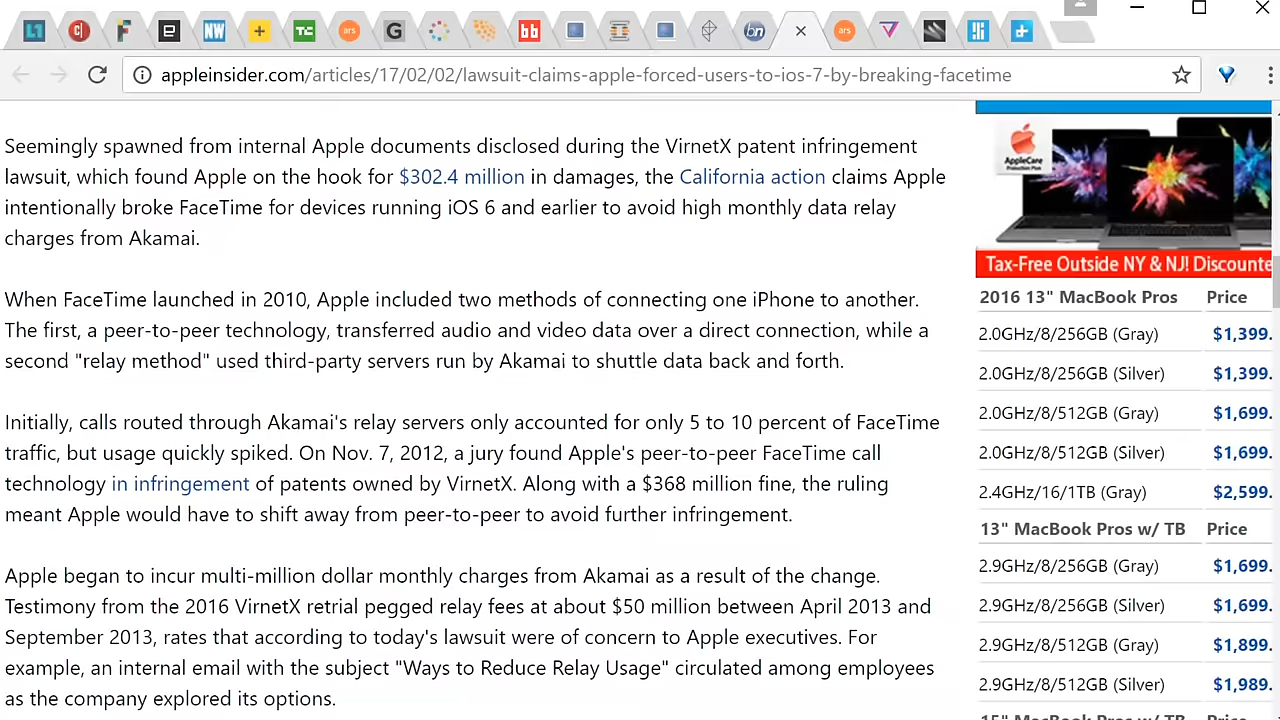 L1
C
F
e
NW
+
TC
ars
G
bb
bn
ars
appleinsider.com/articles/17/02/02/lawsuit-claims-apple-forced-users-to-ios-7-by-breaking-facetime
Seemingly spawned from internal Apple documents disclosed during the VirnetX patent infringement
lawsuit, which found Apple on the hook for $302.4 million in damages, the California action claims Apple
intentionally broke FaceTime for devices running iOS 6 and earlier to avoid high monthly data relay
charges from Akamai.
When FaceTime launched in 2010, Apple included two methods of connecting one iPhone to another.
The first, a peer-to-peer technology, transferred audio and video data over a direct connection, while a
second "relay method" used third-party servers run by Akamai to shuttle data back and forth.
Initially, calls routed through Akamai's relay servers only accounted for only 5 to 10 percent of FaceTime
traffic, but usage quickly spiked. On Nov. 7, 2012, a jury found Apple's peer-to-peer FaceTime call
technology in infringement of patents owned by VirnetX. Along with a $368 million fine, the ruling
meant Apple would have to shift away from peer-to-peer to avoid further infringement.
Apple began to incur multi-million dollar monthly charges from Akamai as a result of the change.
Testimony from the 2016 VirnetX retrial pegged relay fees at about $50 million between April 2013 and
September 2013, rates that according to today's lawsuit were of concern to Apple executives. For
example, an internal email with the subject "Ways to Reduce Relay Usage" circulated among employees
as the company explored its options.
AppleCare
Protection Plan
Tax-Free Outside NY & NJ! Discounte
2016 13" MacBook Pros Price
2.0GHz/8/256GB (Gray) $1,399.
2.0GHz/8/256GB (Silver) $1,399.
2.0GHz/8/512GB (Gray) $1,699.
2.0GHz/8/512GB (Silver) $1,699.
2.4GHz/16/1TB (Gray) $2,599.
13" MacBook Pros w/ TB Price
2.9GHz/8/256GB (Gray) $1,699.
2.9GHz/8/256GB (Silver) $1,699.
2.9GHz/8/512GB (Gray) $1,899.
2.9GHz/8/512GB (Silver) $1,989.
15" MacBook Pros w/ TB Price